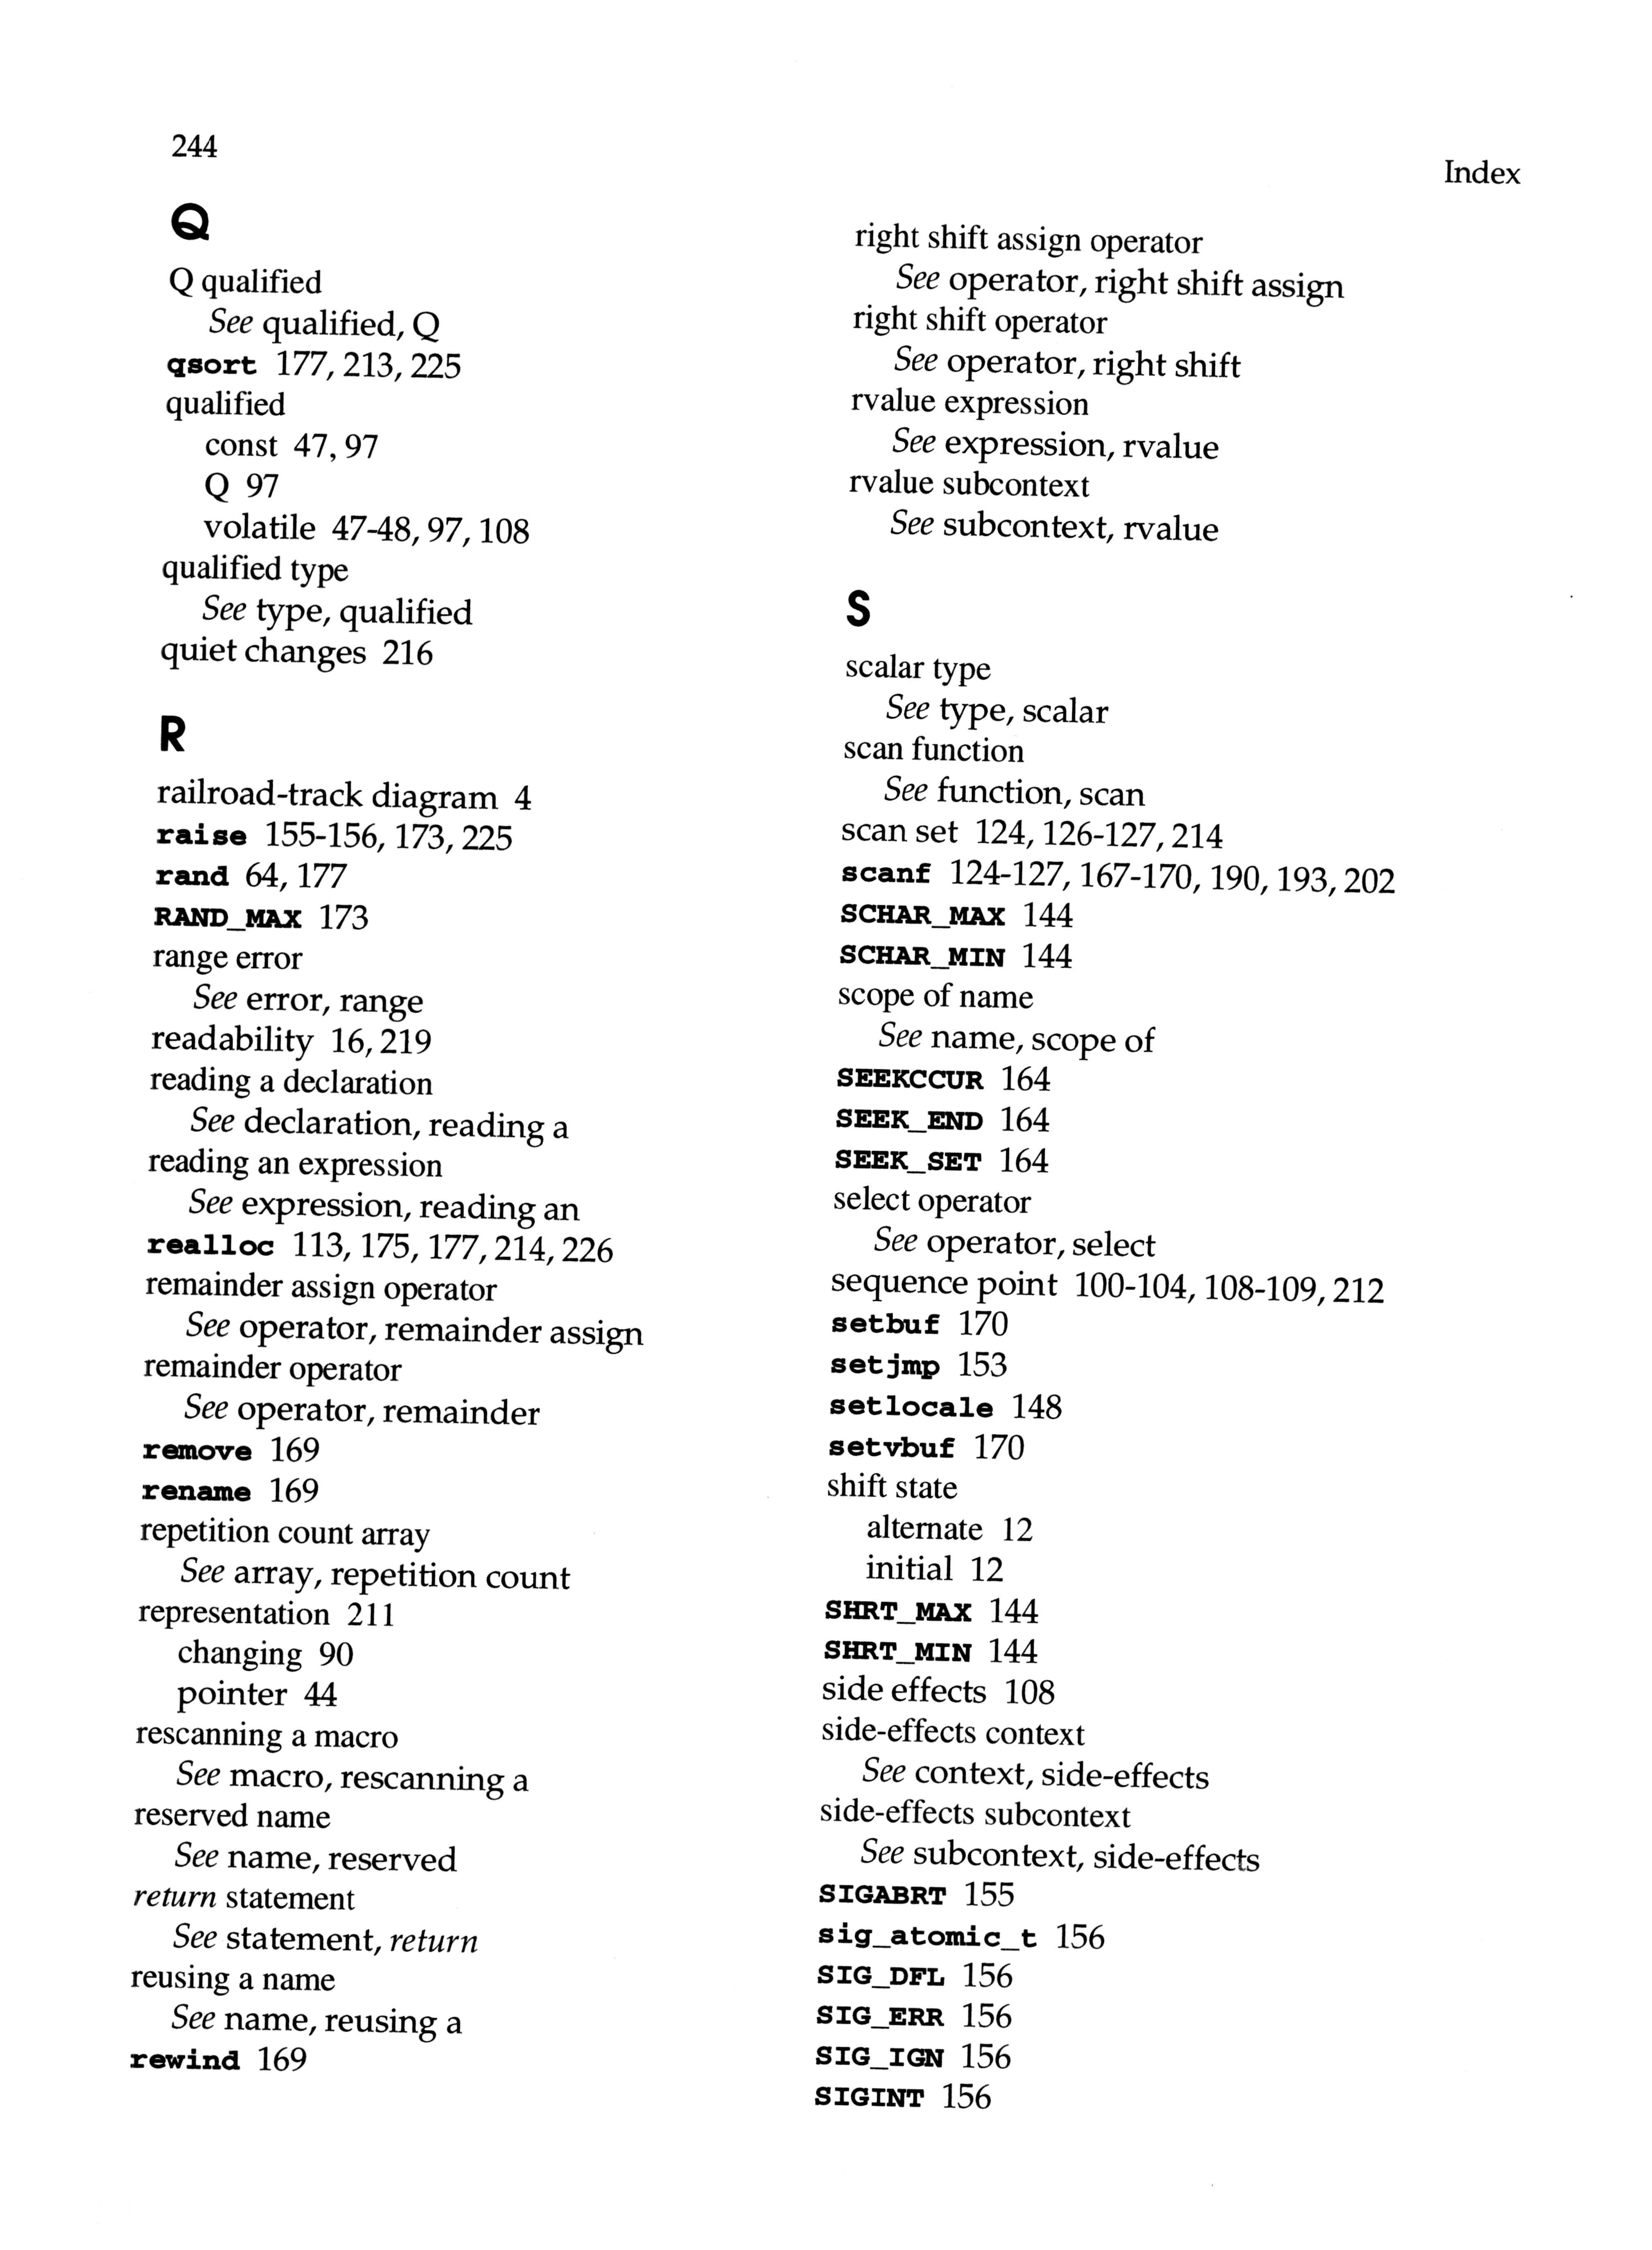 244
Index
Q
Q qualified
See qualified, Q
qsort 177, 213, 225
qualified
const 47, 97
Q 97
volatile 47-48, 97, 108
qualified type
See type, qualified
quiet changes 216
R
railroad-track diagram 4
raise 155-156, 173, 225
rand 64, 177
RAND_MAX 173
range error
See error, range
readability 16, 219
reading a declaration
See declaration, reading a
reading an expression
See expression, reading an
realloc 113, 175, 177, 214, 226
remainder assign operator
See operator, remainder assign
remainder operator
See operator, remainder
remove 169
rename 169
repetition count array
See array, repetition count
representation 211
changing 90
pointer 44
rescanning a macro
See macro, rescanning a
reserved name
See name, reserved
return statement
See statement, return
reusing a name
See name, reusing a
rewind 169
right shift assign operator
See operator, right shift assign
right shift operator
See operator, right shift
rvalue expression
See expression, rvalue
rvalue subcontext
See subcontext, rvalue
S
scalar type
See type, scalar
scan function
See function, scan
scan set 124, 126-127, 214
scanf 124-127, 167-170, 190, 193, 202
SCHAR_MAX 144
SCHAR_MIN 144
scope of name
See name, scope of
SEEKCCUR 164
SEEK_END 164
SEEK_SET 164
select operator
See operator, select
sequence point 100-104, 108-109, 212
setbuf 170
setjmp 153
setlocale 148
setvbuf 170
shift state
alternate 12
initial 12
SHRT_MAX 144
SHRT_MIN 144
side effects 108
side-effects context
See context, side-effects
side-effects subcontext
See subcontext, side-effects
SIGABRT 155
sig_atomic_t 156
SIG_DFL 156
SIG_ERR 156
SIG_IGN 156
SIGINT 156